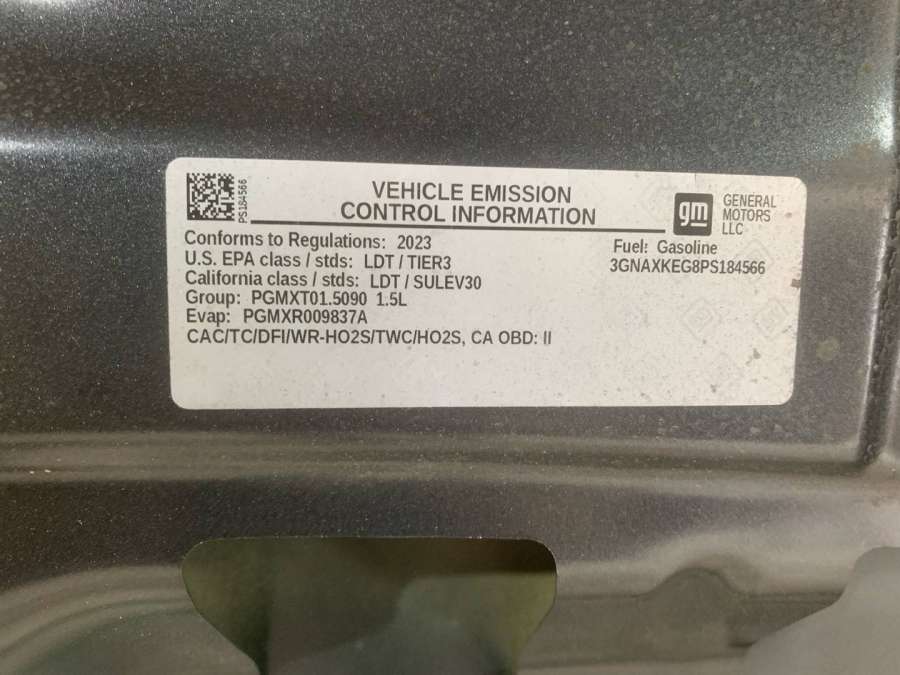 PS184566
VEHICLE EMISSION
CONTROL INFORMATION
gm
GENERAL
MOTORS
LLC
Conforms to Regulations: 2023
U.S. EPA class / stds: LDT / TIER3
California class / stds: LDT / SULEV30
Group: PGMXT01.5090 1.5L
Evap: PGMXR009837A
CAC/TC/DFI/WR-HO2S/TWC/HO2S, CA OBD: II
Fuel: Gasoline
3GNAXKEG8PS184566